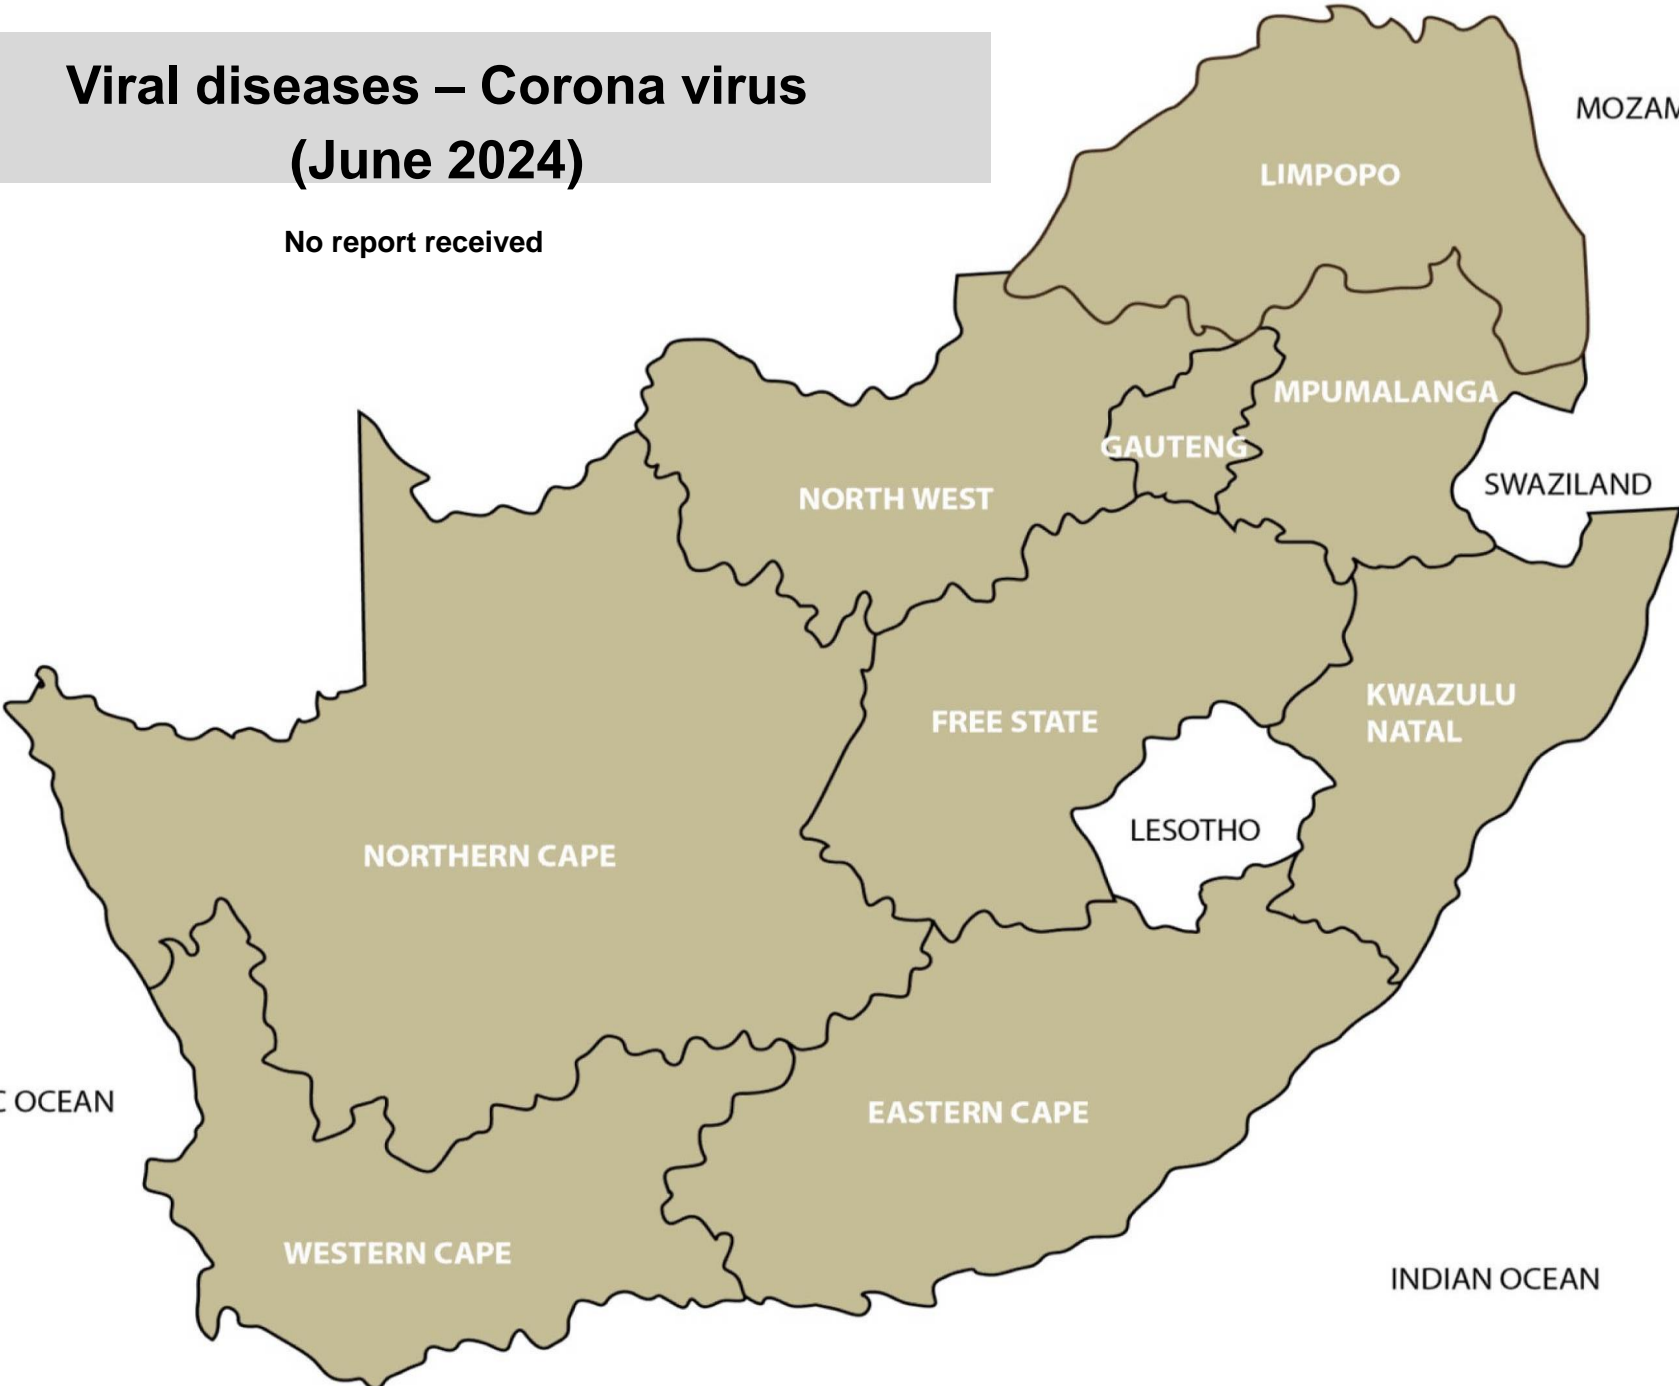 Viral diseases – Corona virus
(June 2024)
No report received
MOZAM
LIMPOPO
MPUMALANGA
GAUTENG
SWAZILAND
NORTH WEST
KWAZULU
NATAL
FREE STATE
LESOTHO
NORTHERN CAPE
C OCEAN
EASTERN CAPE
WESTERN CAPE
INDIAN OCEAN